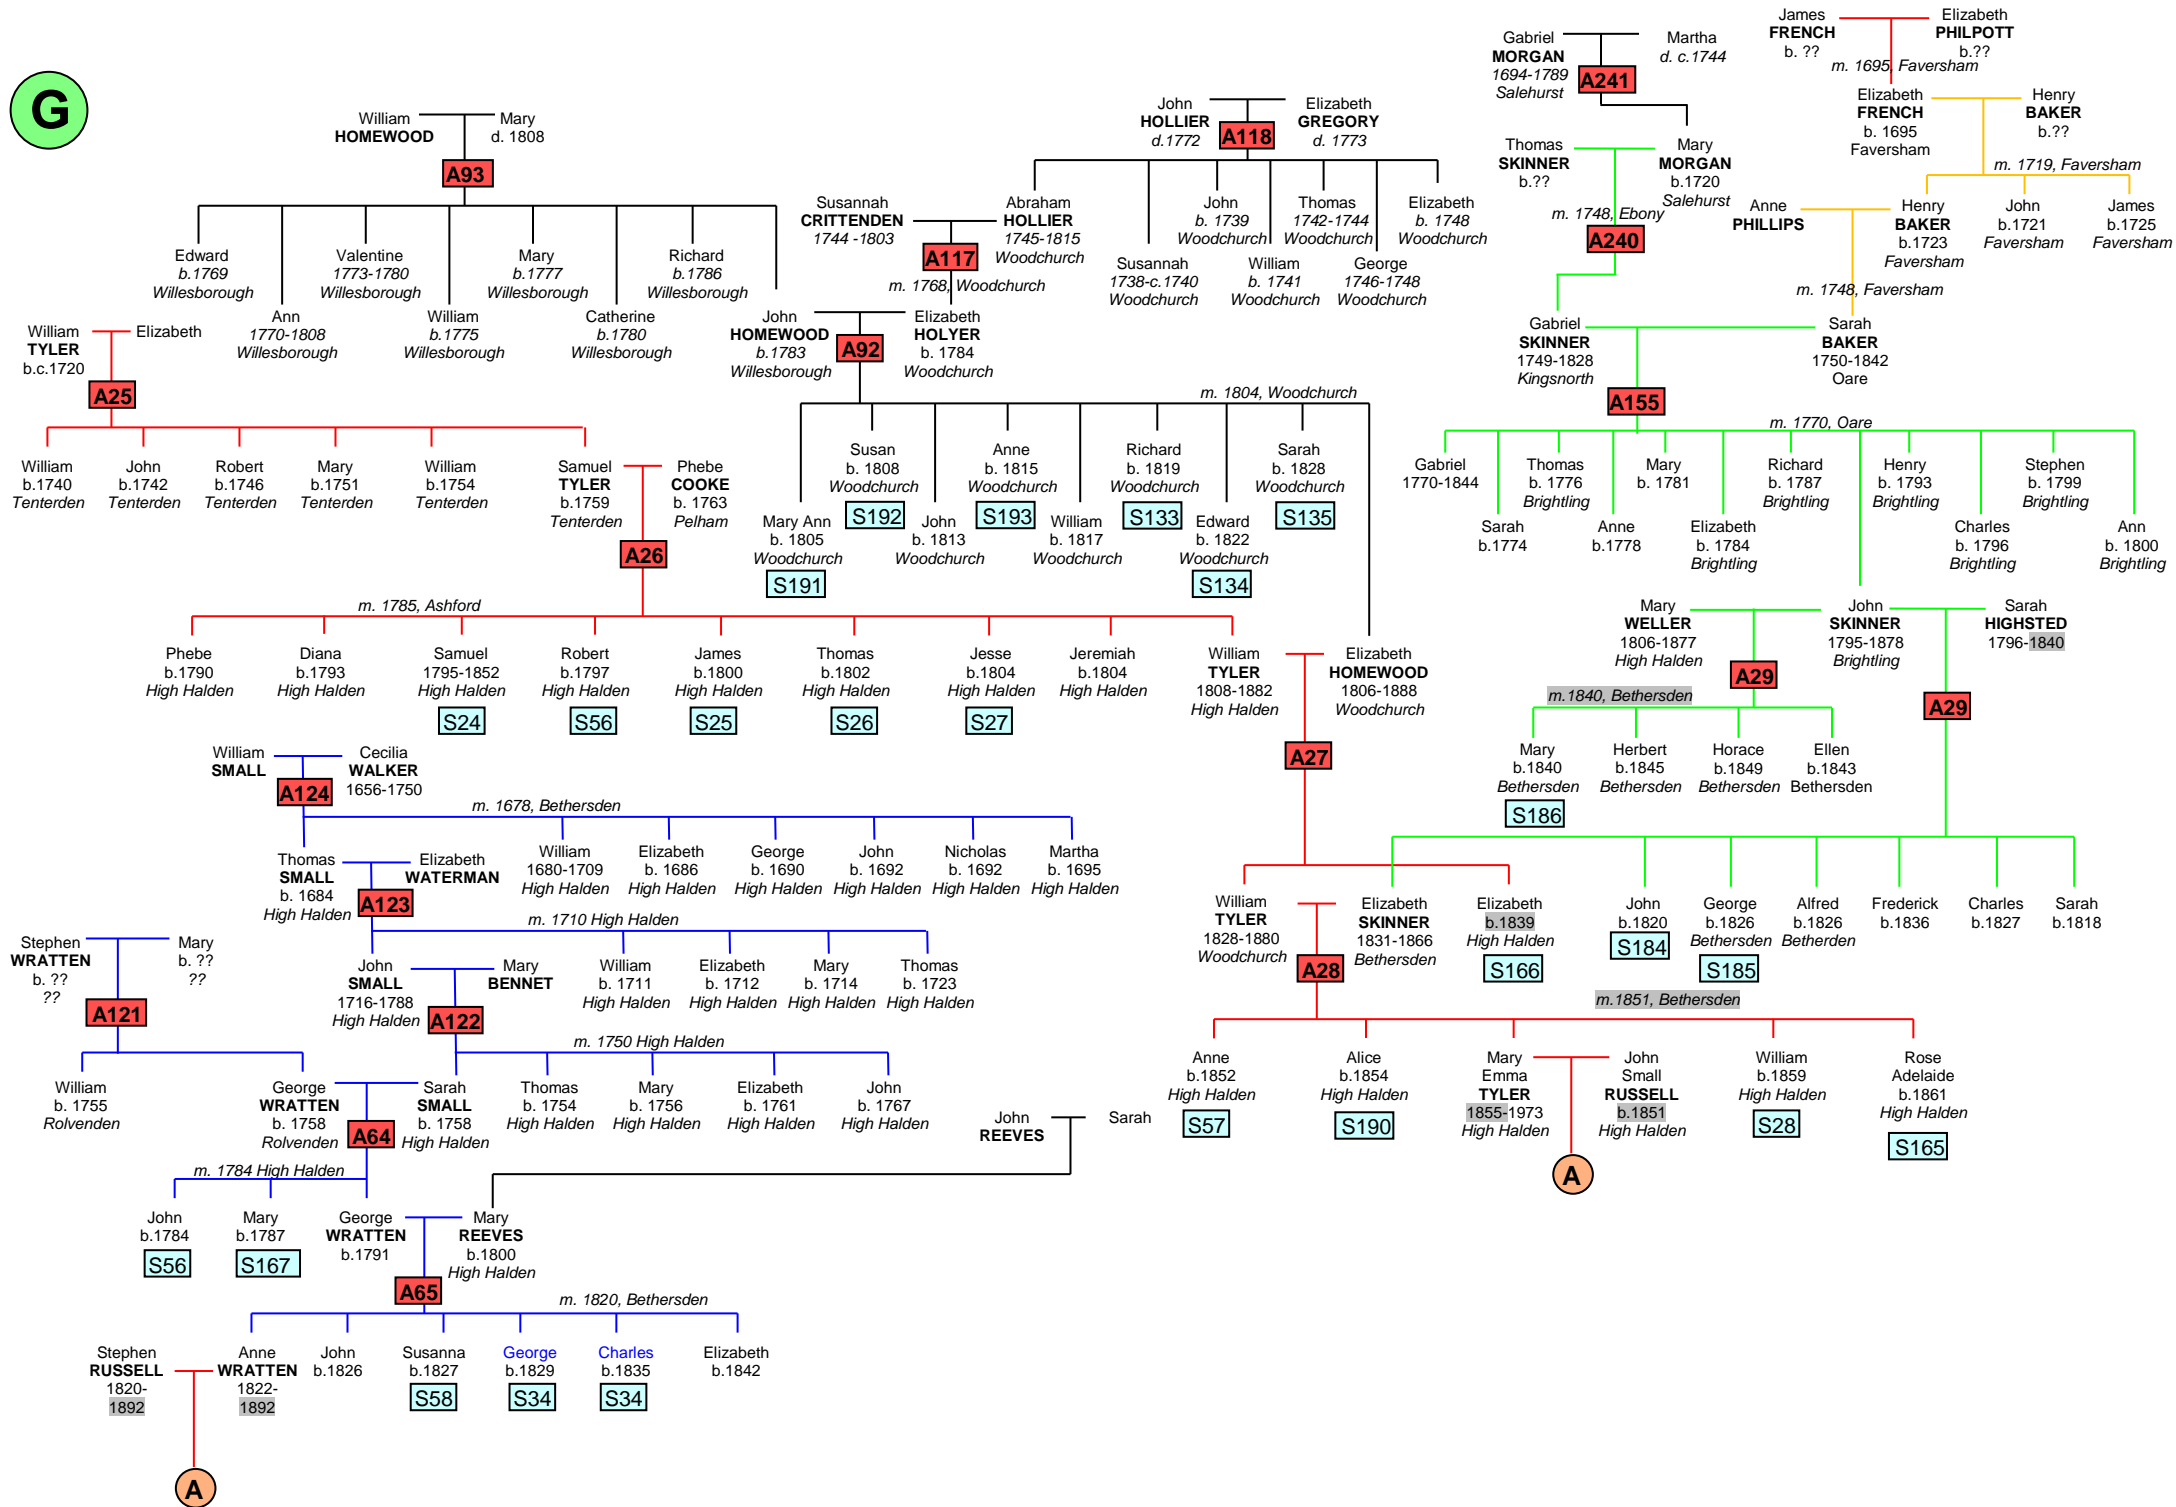 G
James
FRENCH
b. ??
Elizabeth
PHILPOTT
b.??
m. 1695, Faversham
Gabriel
MORGAN
1694-1789
Salehurst
Martha
d. c.1744
A241
Elizabeth
FRENCH
b. 1695
Faversham
Henry
BAKER
b.??
m. 1719, Faversham
William
HOMEWOOD
Mary
d. 1808
A93
John
HOLLIER
d.1772
Elizabeth
GREGORY
d. 1773
A118
Thomas
SKINNER
b.??
Mary
MORGAN
b.1720
Salehurst
m. 1748, Ebony
A240
Anne
PHILLIPS
Henry
BAKER
b.1723
Faversham
John
b.1721
Faversham
James
b.1725
Faversham
m. 1748, Faversham
Susannah
CRITTENDEN
1744 -1803
Abraham
HOLLIER
1745-1815
Woodchurch
A117
m. 1768, Woodchurch
Susannah
1738-c.1740
Woodchurch
John
b. 1739
Woodchurch
William
b. 1741
Woodchurch
Thomas
1742-1744
Woodchurch
George
1746-1748
Woodchurch
Elizabeth
b. 1748
Woodchurch
Edward
b.1769
Willesborough
Ann
1770-1808
Willesborough
Valentine
1773-1780
Willesborough
William
b.1775
Willesborough
Mary
b.1777
Willesborough
Catherine
b.1780
Willesborough
Richard
b.1786
Willesborough
John
HOMEWOOD
b.1783
Willesborough
Elizabeth
HOLYER
b. 1784
Woodchurch
A92
m. 1804, Woodchurch
William
TYLER
b.c.1720
Elizabeth
A25
Gabriel
SKINNER
1749-1828
Kingsnorth
Sarah
BAKER
1750-1842
Oare
A155
m. 1770, Oare
William
b.1740
Tenterden
John
b.1742
Tenterden
Robert
b.1746
Tenterden
Mary
b.1751
Tenterden
William
b.1754
Tenterden
Samuel
TYLER
b.1759
Tenterden
Phebe
COOKE
b. 1763
Pelham
A26
m. 1785, Ashford
Mary Ann
b. 1805
Woodchurch
S191
Susan
b. 1808
Woodchurch
S192
John
b. 1813
Woodchurch
Anne
b. 1815
Woodchurch
S193
William
b. 1817
Woodchurch
Richard
b. 1819
Woodchurch
S133
Edward
b. 1822
Woodchurch
S134
Sarah
b. 1828
Woodchurch
S135
Gabriel
1770-1844
Sarah
b.1774
Thomas
b. 1776
Brightling
Anne
b.1778
Mary
b. 1781
Elizabeth
b. 1784
Brightling
Richard
b. 1787
Brightling
Henry
b. 1793
Brightling
Charles
b. 1796
Brightling
Stephen
b. 1799
Brightling
Ann
b. 1800
Brightling
Mary
WELLER
1806-1877
High Halden
John
SKINNER
1795-1878
Brightling
Sarah
HIGHSTED
1796-1840
A29
A29
m.1840, Bethersden
Phebe
b.1790
High Halden
Diana
b.1793
High Halden
Samuel
1795-1852
High Halden
S24
Robert
b.1797
High Halden
S56
James
b.1800
High Halden
S25
Thomas
b.1802
High Halden
S26
Jesse
b.1804
High Halden
S27
Jeremiah
b.1804
High Halden
William
TYLER
1808-1882
High Halden
Elizabeth
HOMEWOOD
1806-1888
Woodchurch
A27
Mary
b.1840
Bethersden
S186
Herbert
b.1845
Bethersden
Horace
b.1849
Bethersden
Ellen
b.1843
Bethersden
William
SMALL
Cecilia
WALKER
1656-1750
A124
m. 1678, Bethersden
Thomas
SMALL
b. 1684
High Halden
Elizabeth
WATERMAN
A123
William
1680-1709
High Halden
Elizabeth
b. 1686
High Halden
George
b. 1690
High Halden
John
b. 1692
High Halden
Nicholas
b. 1692
High Halden
Martha
b. 1695
High Halden
m. 1710 High Halden
William
TYLER
1828-1880
Woodchurch
Elizabeth
SKINNER
1831-1866
Bethersden
A28
Elizabeth
b.1839
High Halden
S166
John
b.1820
S184
George
b.1826
Bethersden
S185
Alfred
b.1826
Betherden
Frederick
b.1836
Charles
b.1827
Sarah
b.1818
m.1851, Bethersden
Stephen
WRATTEN
b. ??
??
Mary
b. ??
??
A121
John
SMALL
1716-1788
High Halden
Mary
BENNET
A122
William
b. 1711
High Halden
Elizabeth
b. 1712
High Halden
Mary
b. 1714
High Halden
Thomas
b. 1723
High Halden
m. 1750 High Halden
William
b. 1755
Rolvenden
George
WRATTEN
b. 1758
Rolvenden
Sarah
SMALL
b. 1758
High Halden
A64
Thomas
b. 1754
High Halden
Mary
b. 1756
High Halden
Elizabeth
b. 1761
High Halden
John
b. 1767
High Halden
John
REEVES
Sarah
Anne
b.1852
High Halden
S57
Alice
b.1854
High Halden
S190
Mary
Emma
TYLER
1855-1973
High Halden
John
Small
RUSSELL
b.1851
High Halden
A
William
b.1859
High Halden
S28
Rose
Adelaide
b.1861
High Halden
S165
m. 1784 High Halden
John
b.1784
S56
Mary
b.1787
S167
George
WRATTEN
b.1791
Mary
REEVES
b.1800
High Halden
A65
m. 1820, Bethersden
Stephen
RUSSELL
1820-
1892
Anne
WRATTEN
1822-
1892
John
b.1826
Susanna
b.1827
S58
George
b.1829
S34
Charles
b.1835
S34
Elizabeth
b.1842
A